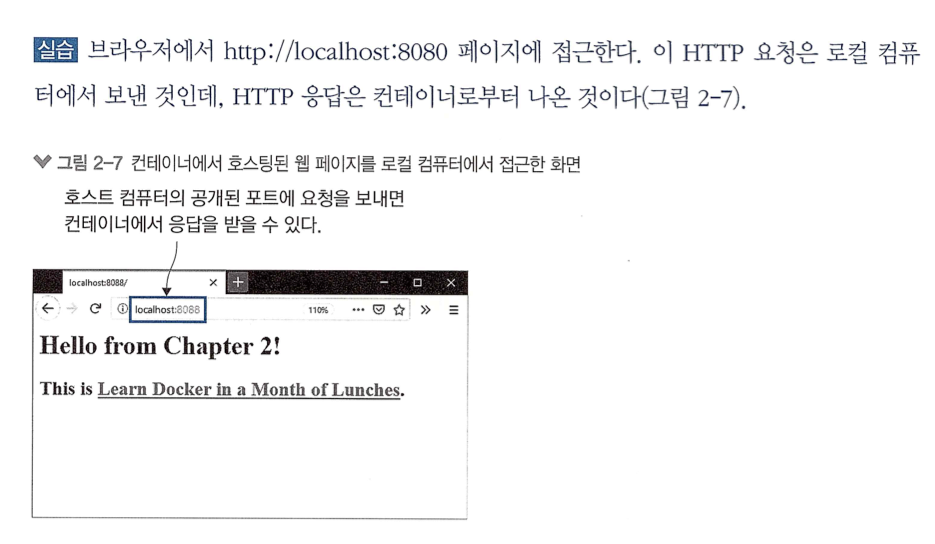 실습 브라우저에서 http://localhost:8080 페이지에 접근한다. 이 HTTP 요청은 로컬 컴퓨
터에서 보낸 것인데, HTTP 응답은 컨테이너로부터 나온 것이다(그림 2-7).
그림 2-7 컨테이너에서 호스팅된 웹 페이지를 로컬 컴퓨터에서 접근한 화면
호스트 컴퓨터의 공개된 포트에 요청을 보내면
컨테이너에서 응답을 받을 수 있다.
localhost:8088/
localhost:8088 110%
Hello from Chapter 2!
This is Learn Docker in a Month of Lunches.